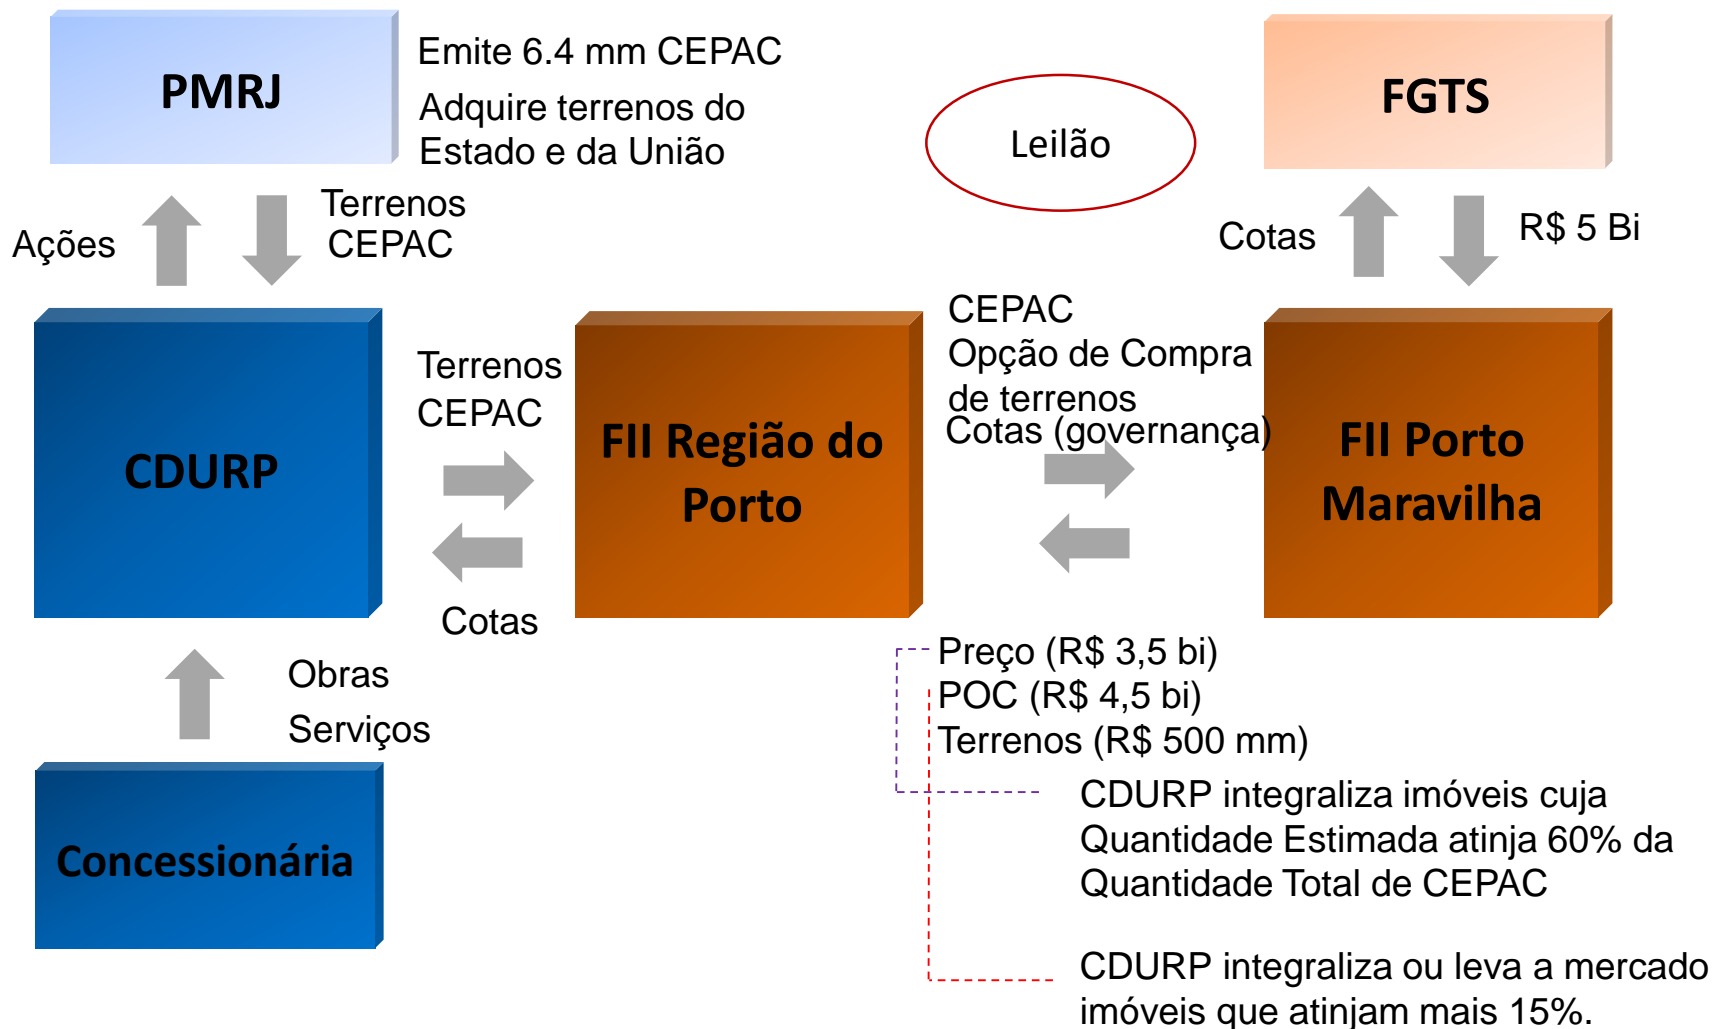 PMRJ
Emite 6.4 mm CEPAC
Adquire terrenos do
Estado e da União
Leilão
FGTS
Ações
Terrenos
CEPAC
Cotas
R$ 5 Bi
CDURP
Terrenos
CEPAC
Cotas
FII Região do
Porto
CEPAC
Opção de Compra
de terrenos
Cotas (governança)
FII Porto
Maravilha
Obras
Serviços
Concessionária
Preço (R$ 3,5 bi)
POC (R$ 4,5 bi)
Terrenos (R$ 500 mm)
CDURP integraliza imóveis cuja
Quantidade Estimada atinja 60% da
Quantidade Total de CEPAC
CDURP integraliza ou leva a mercado
imóveis que atinjam mais 15%.